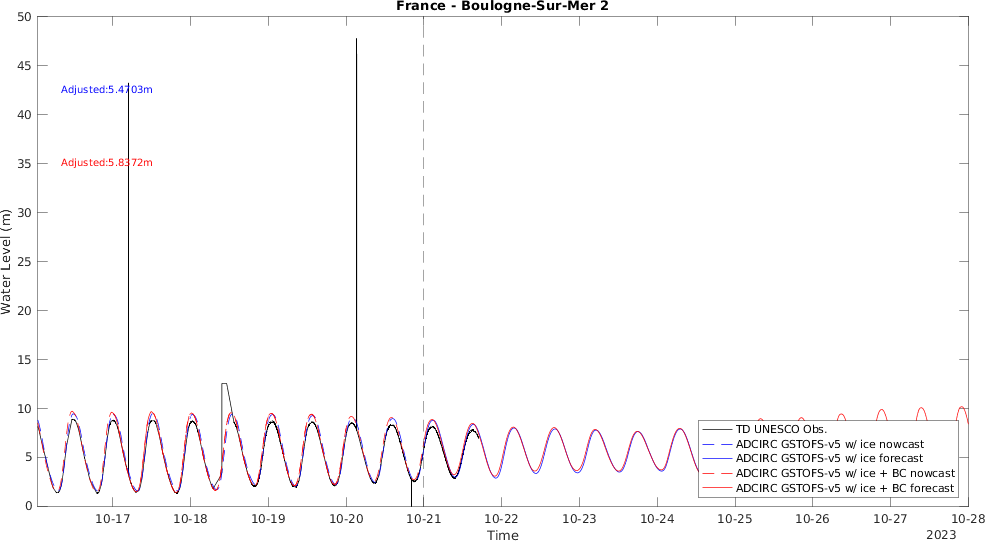 France - Boulogne-Sur-Mer 2
50
45
40
35
30
25
20
15
10
5
0
Water Level (m)
Adjusted:5.4703m
Adjusted:5.8372m
TD UNESCO Obs.
ADCIRC GSTOFS-v5 w/ ice nowcast
ADCIRC GSTOFS-v5 w/ ice forecast
ADCIRC GSTOFS-v5 w/ ice + BC nowcast
ADCIRC GSTOFS-v5 w/ ice + BC forecast
10-17 10-18 10-19 10-20 10-21 10-22 10-23 10-24 10-25 10-26 10-27 10-28
Time
2023